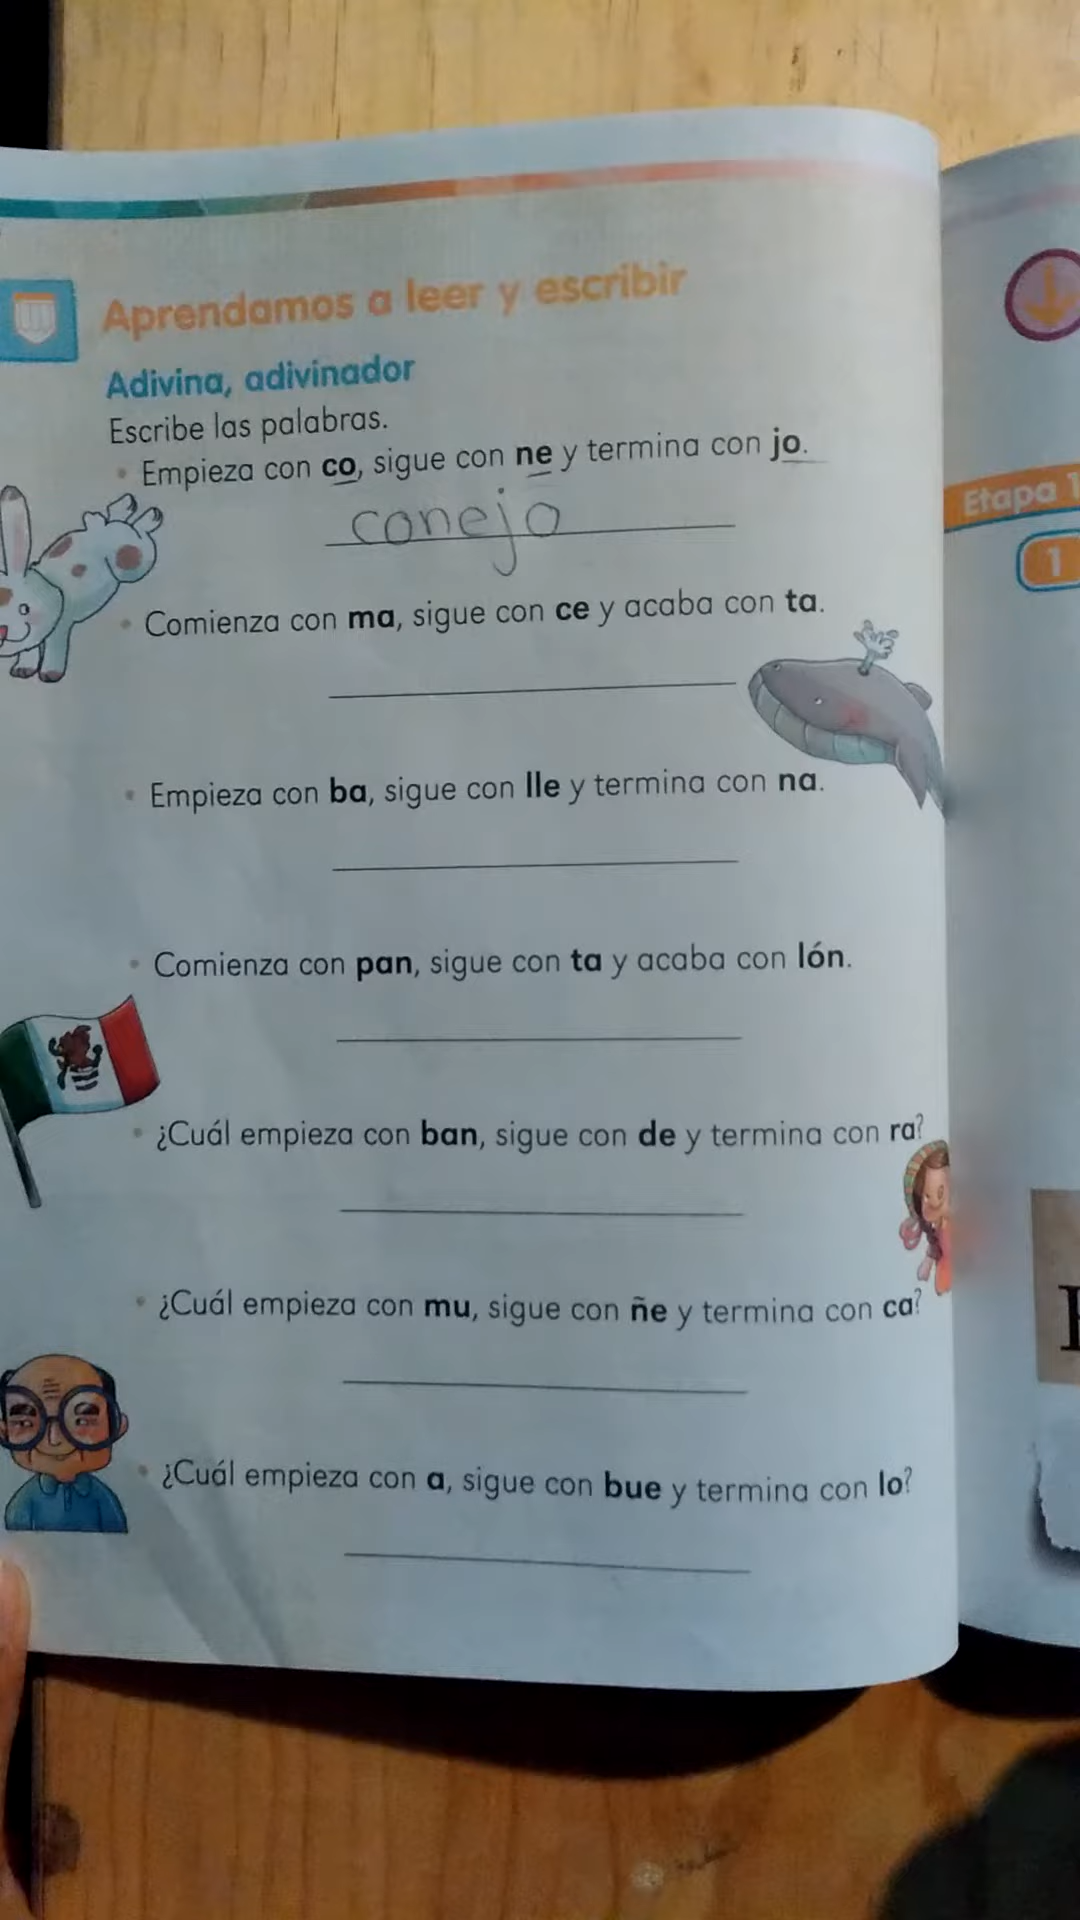 Aprendamos a leer y escribir
Adivina, adivinador
Escribe las palabras.
Empieza con co, sigue con ne y termina con jo.
conejo
Comienza con ma, sigue con ce y acaba con ta.
Empieza con ba, sigue con lle y termina con na.
Comienza con pan, sigue con ta y acaba con lón.
¿Cuál empieza con ban, sigue con de y termina con ra?
¿Cuál empieza con mu, sigue con ñe y termina con ca?
¿Cuál empieza con a, sigue con bue y termina con lo?
Etapa 1
1